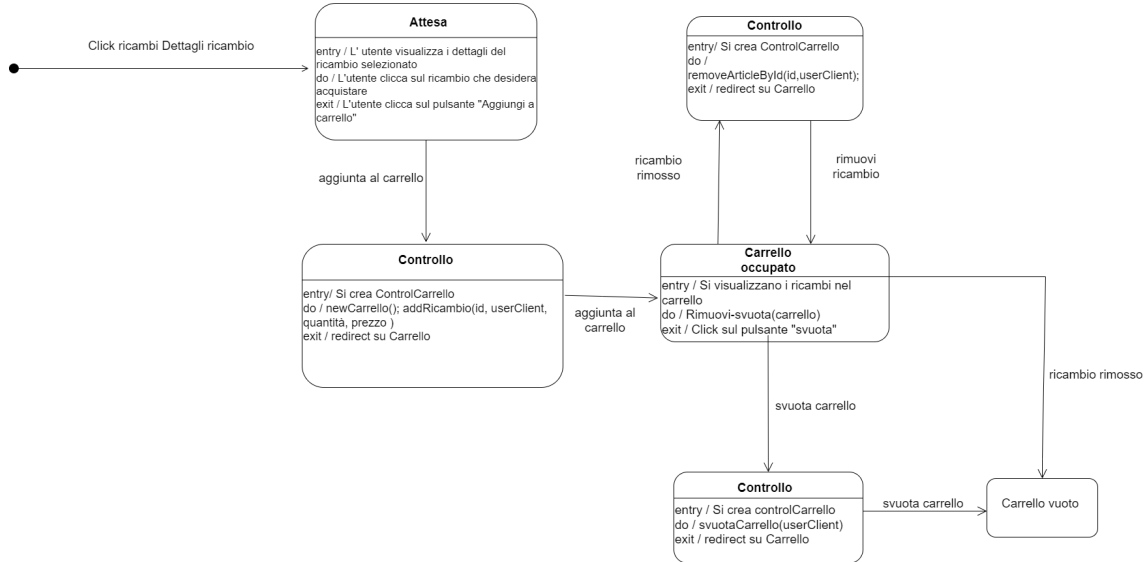 Click ricambi Dettagli ricambio
Attesa
entry / L' utente visualizza i dettagli del
ricambio selezionato
do / L'utente clicca sul ricambio che desidera
acquistare
exit / L'utente clicca sul pulsante "Aggiungi a
carrello"
aggiunta al carrello
Controllo
entry/ Si crea ControlCarrello
do / newCarrello(); addRicambio(id, userClient,
quantità, prezzo )
exit / redirect su Carrello
aggiunta al
carrello
Controllo
entry/ Si crea ControlCarrello
do /
removeArticleById(id,userClient);
exit / redirect su Carrello
ricambio
rimosso
rimuovi
ricambio
Carrello
occupato
entry / Si visualizzano i ricambi nel
carrello
do / Rimuovi-svuota(carrello)
exit / Click sul pulsante "svuota"
ricambio rimosso
svuota carrello
Controllo
entry / Si crea controlCarrello
do / svuotaCarrello(userClient)
exit / redirect su Carrello
svuota carrello
Carrello vuoto